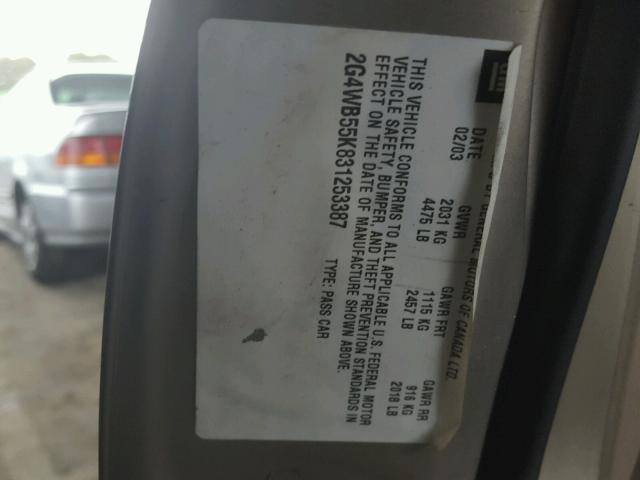 GM
BY GENERAL MOTORS OF CANADA LTD.
DATE GVWR GAWR FRT GAWR RR
02/03 2031 KG 1115 KG 916 KG
4475 LB 2457 LB 2018 LB
THIS VEHICLE CONFORMS TO ALL APPLICABLE U.S. FEDERAL MOTOR
VEHICLE SAFETY, BUMPER, AND THEFT PREVENTION STANDARDS IN
EFFECT ON THE DATE OF MANUFACTURE SHOWN ABOVE.
2G4WB55K831253387 TYPE: PASS CAR